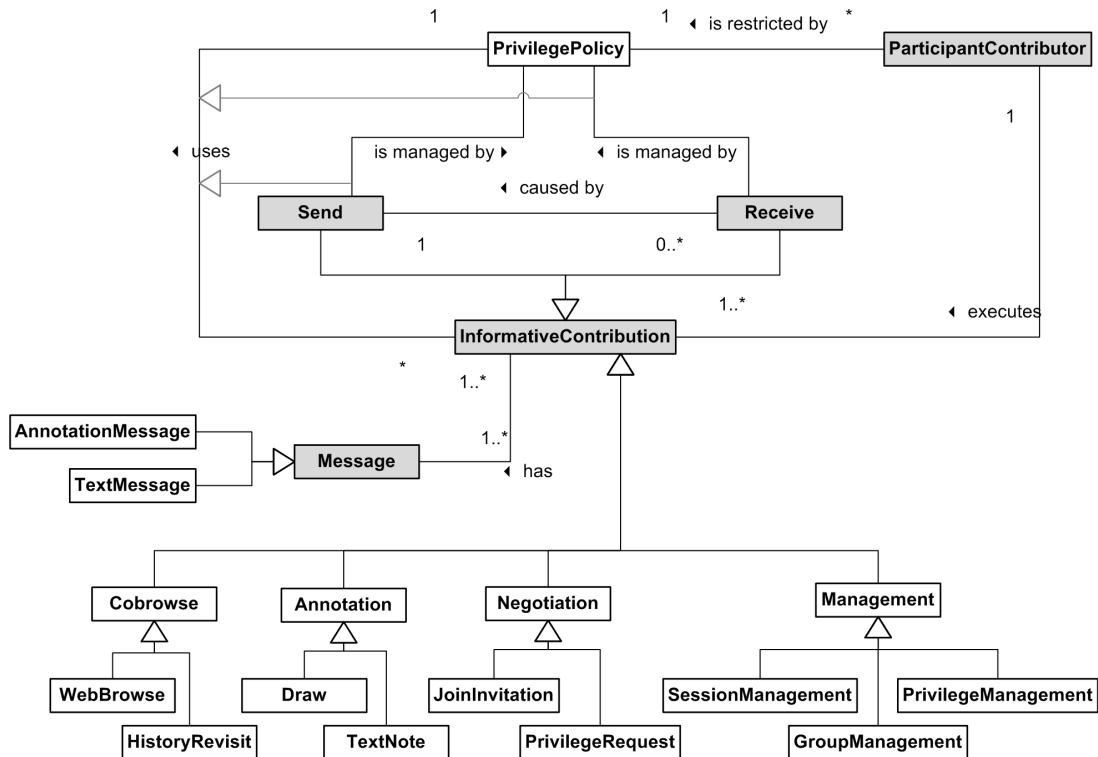 1
1
◄ is restricted by
*
PrivilegePolicy
ParticipantContributor
1
◄ uses
is managed by ►
◄ is managed by
◄ caused by
Send
Receive
1
0..*
1..*
◄ executes
InformativeContribution
*
1..*
AnnotationMessage
1..*
Message
◄ has
TextMessage
Cobrowse
Annotation
Negotiation
Management
WebBrowse
Draw
JoinInvitation
SessionManagement
PrivilegeManagement
HistoryRevisit
TextNote
PrivilegeRequest
GroupManagement